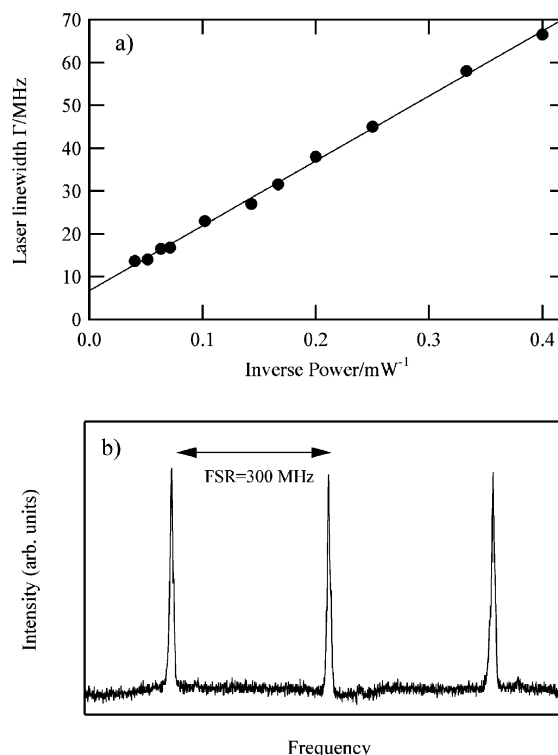 a)
Laser linewidth Γ/MHz
70
60
50
40
30
20
10
0
0.0 0.1 0.2 0.3 0.4
Inverse Power/mW⁻¹
b)
FSR=300 MHz
Intensity (arb. units)
Frequency